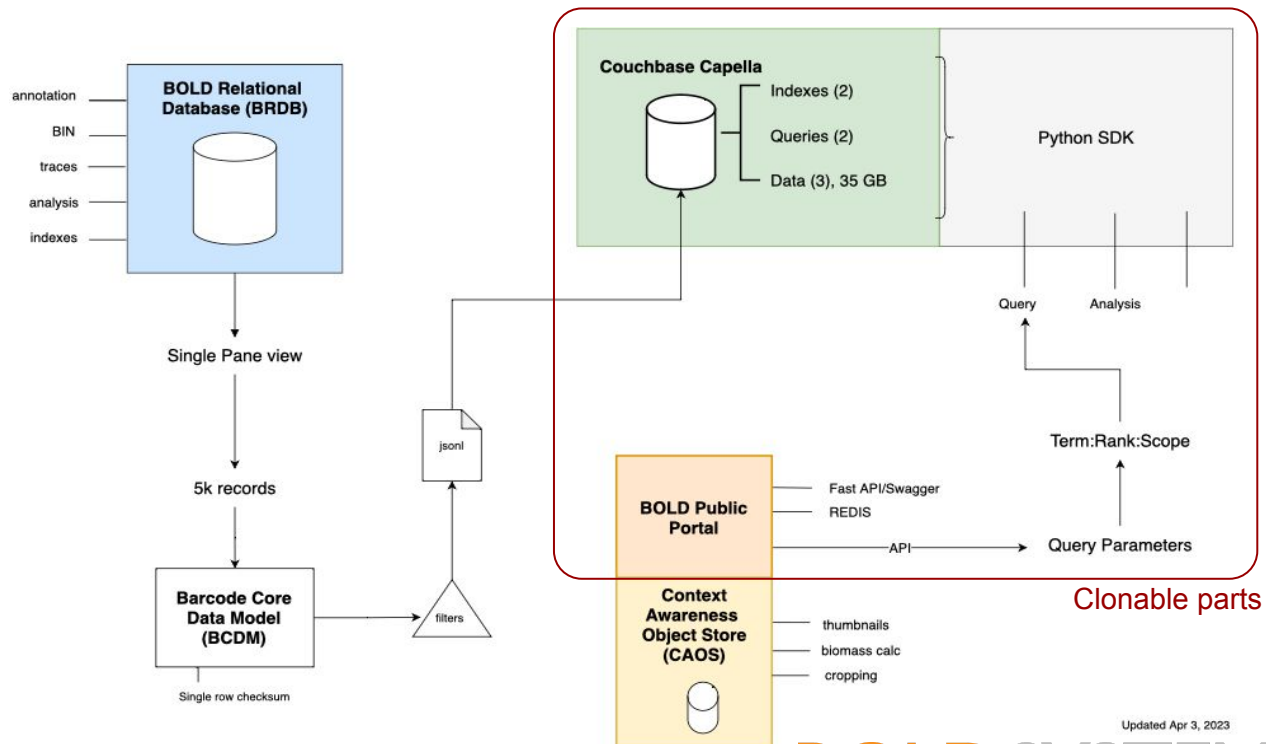 BOLD Relational
Database (BRDB)
annotation
BIN
traces
analysis
indexes
Single Pane view
5k records
Barcode Core
Data Model
(BCDM)
Single row checksum
filters
jsonl
Couchbase Capella
Indexes (2)
Queries (2)
Data (3), 35 GB
Python SDK
Query
Analysis
Term:Rank:Scope
Query Parameters
API
BOLD Public
Portal
Fast API/Swagger
REDIS
Clonable parts
Context
Awareness
Object Store
(CAOS)
thumbnails
biomass calc
cropping
Updated Apr 3, 2023